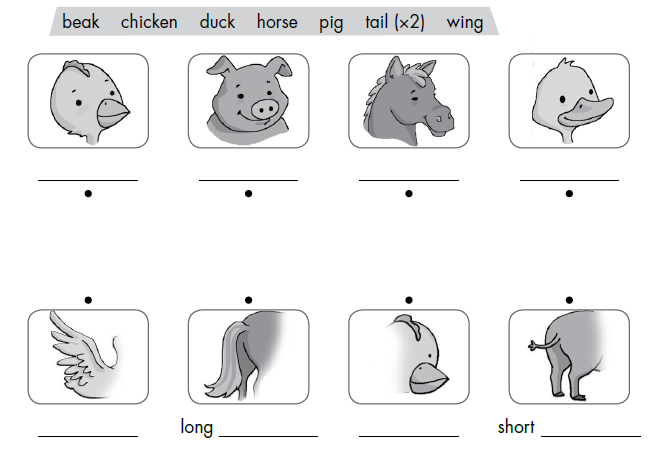 beak chicken duck horse pig tail (×2) wing
long
short